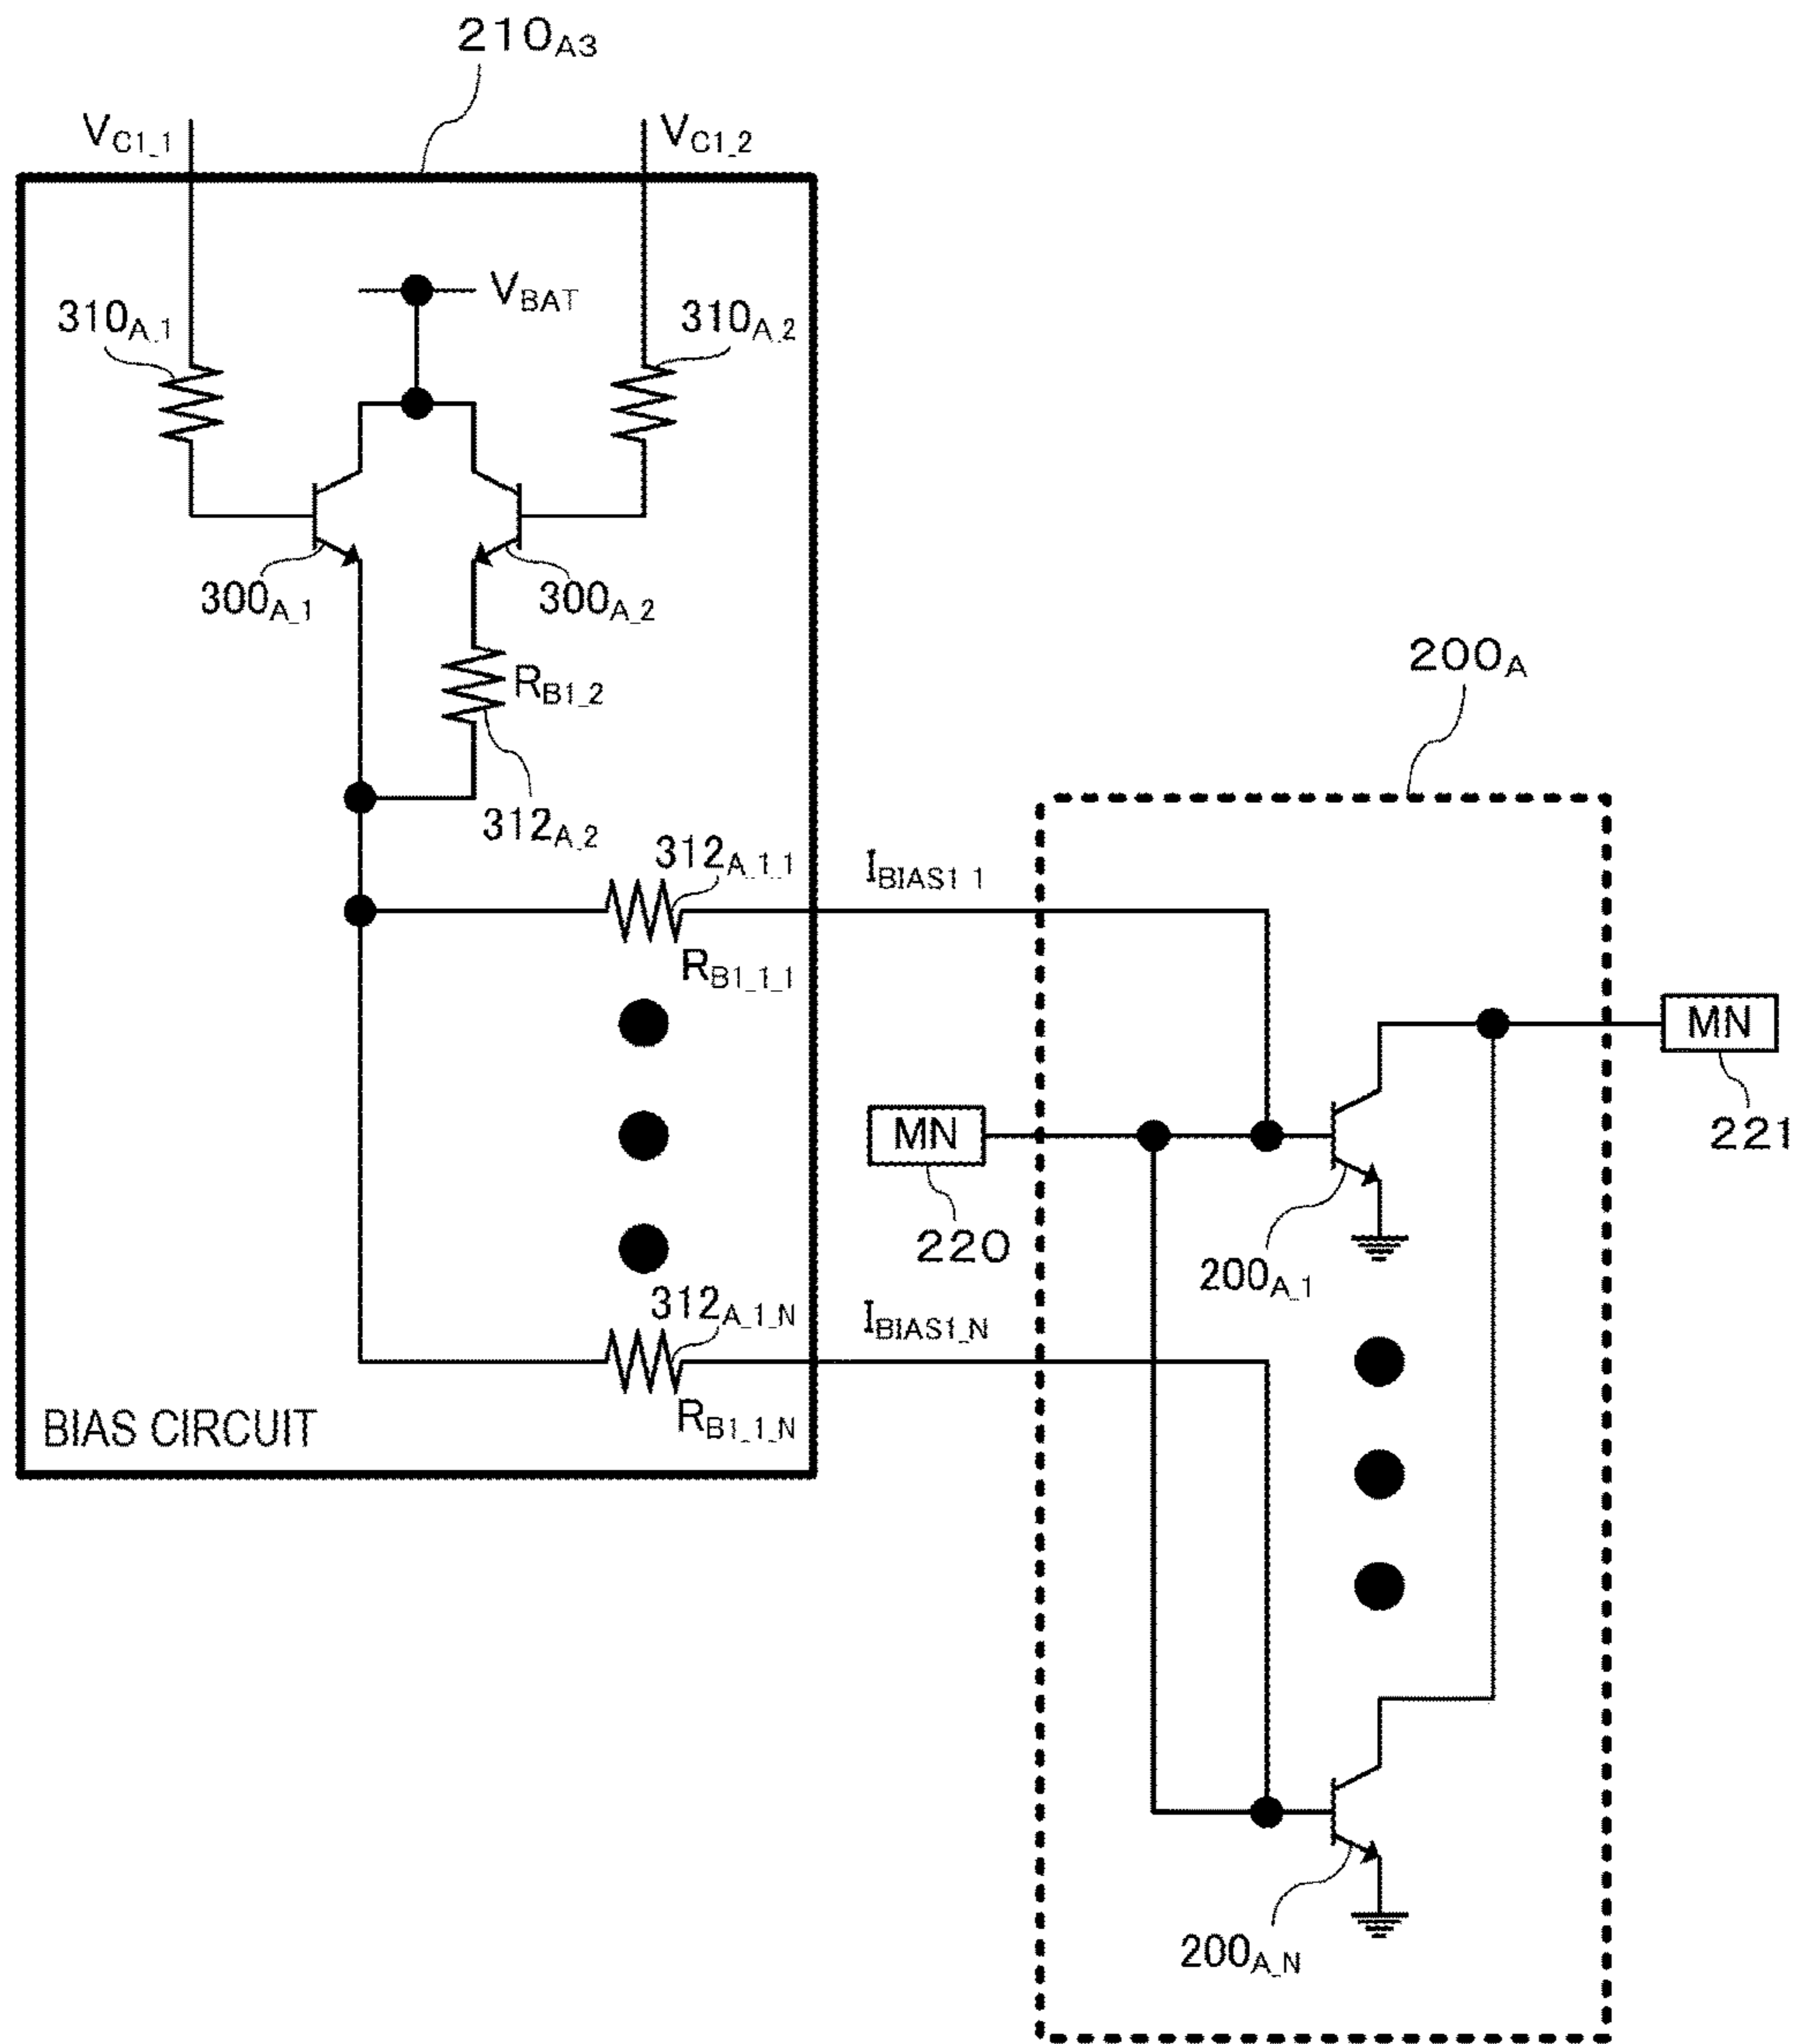 210A3
VC1_1
VC1_2
VBAT
310A_1
310A_2
300A_1
300A_2
RB1_2
312A_2
200A
312A_1_1
IBIAS1_1
RB1_1_1
MN
221
MN
220
200A_1
312A_1_N
IBIAS1_N
RB1_1_N
BIAS CIRCUIT
200A_N